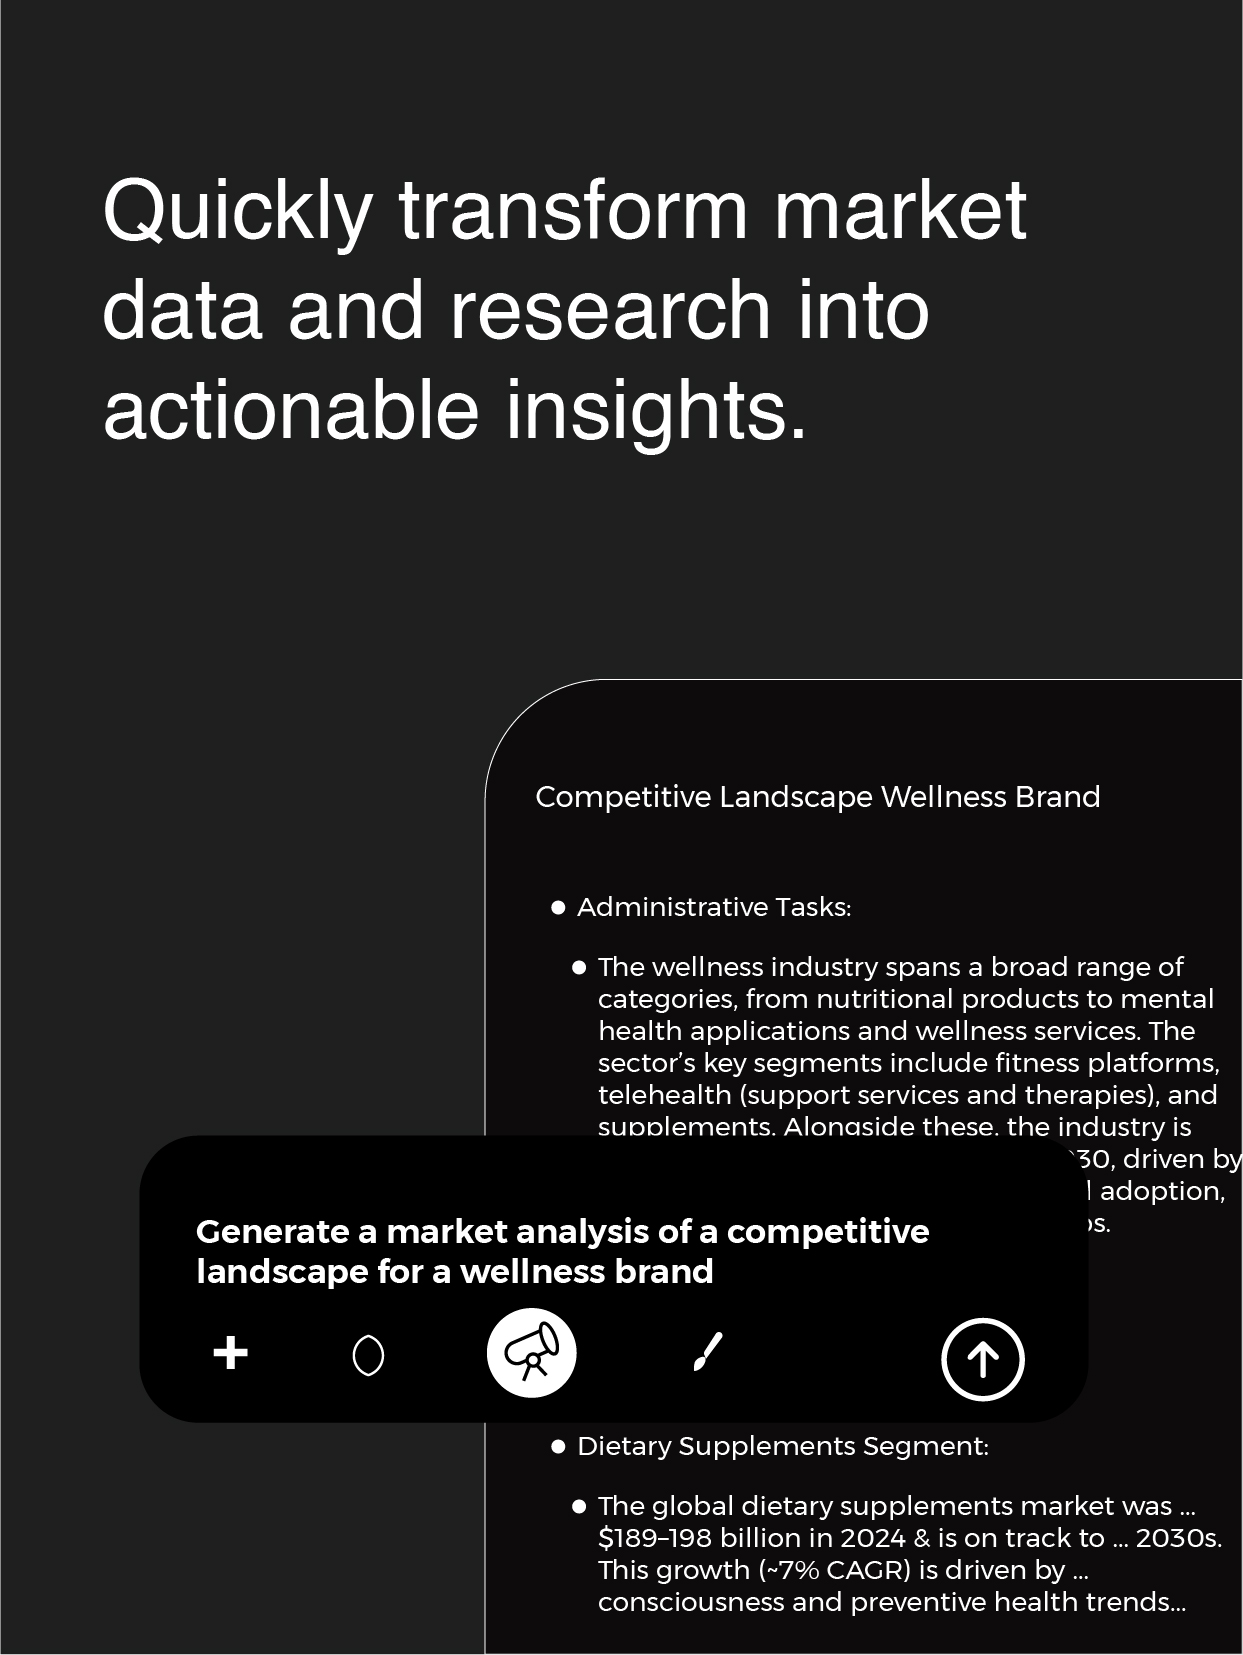 Quickly transform market
data and research into
actionable insights.
Competitive Landscape Wellness Brand
Administrative Tasks:
The wellness industry spans a broad range of
categories, from nutritional products to mental
health applications and wellness services. The
sector’s key segments include fitness platforms,
telehealth (support services and therapies), and
supplements. Alongside these, the industry is
driven by
adoption,
Generate a market analysis of a competitive
landscape for a wellness brand
Dietary Supplements Segment:
The global dietary supplements market was ...
$189–198 billion in 2024 & is on track to ... 2030s.
This growth (~7% CAGR) is driven by ...
consciousness and preventive health trends...